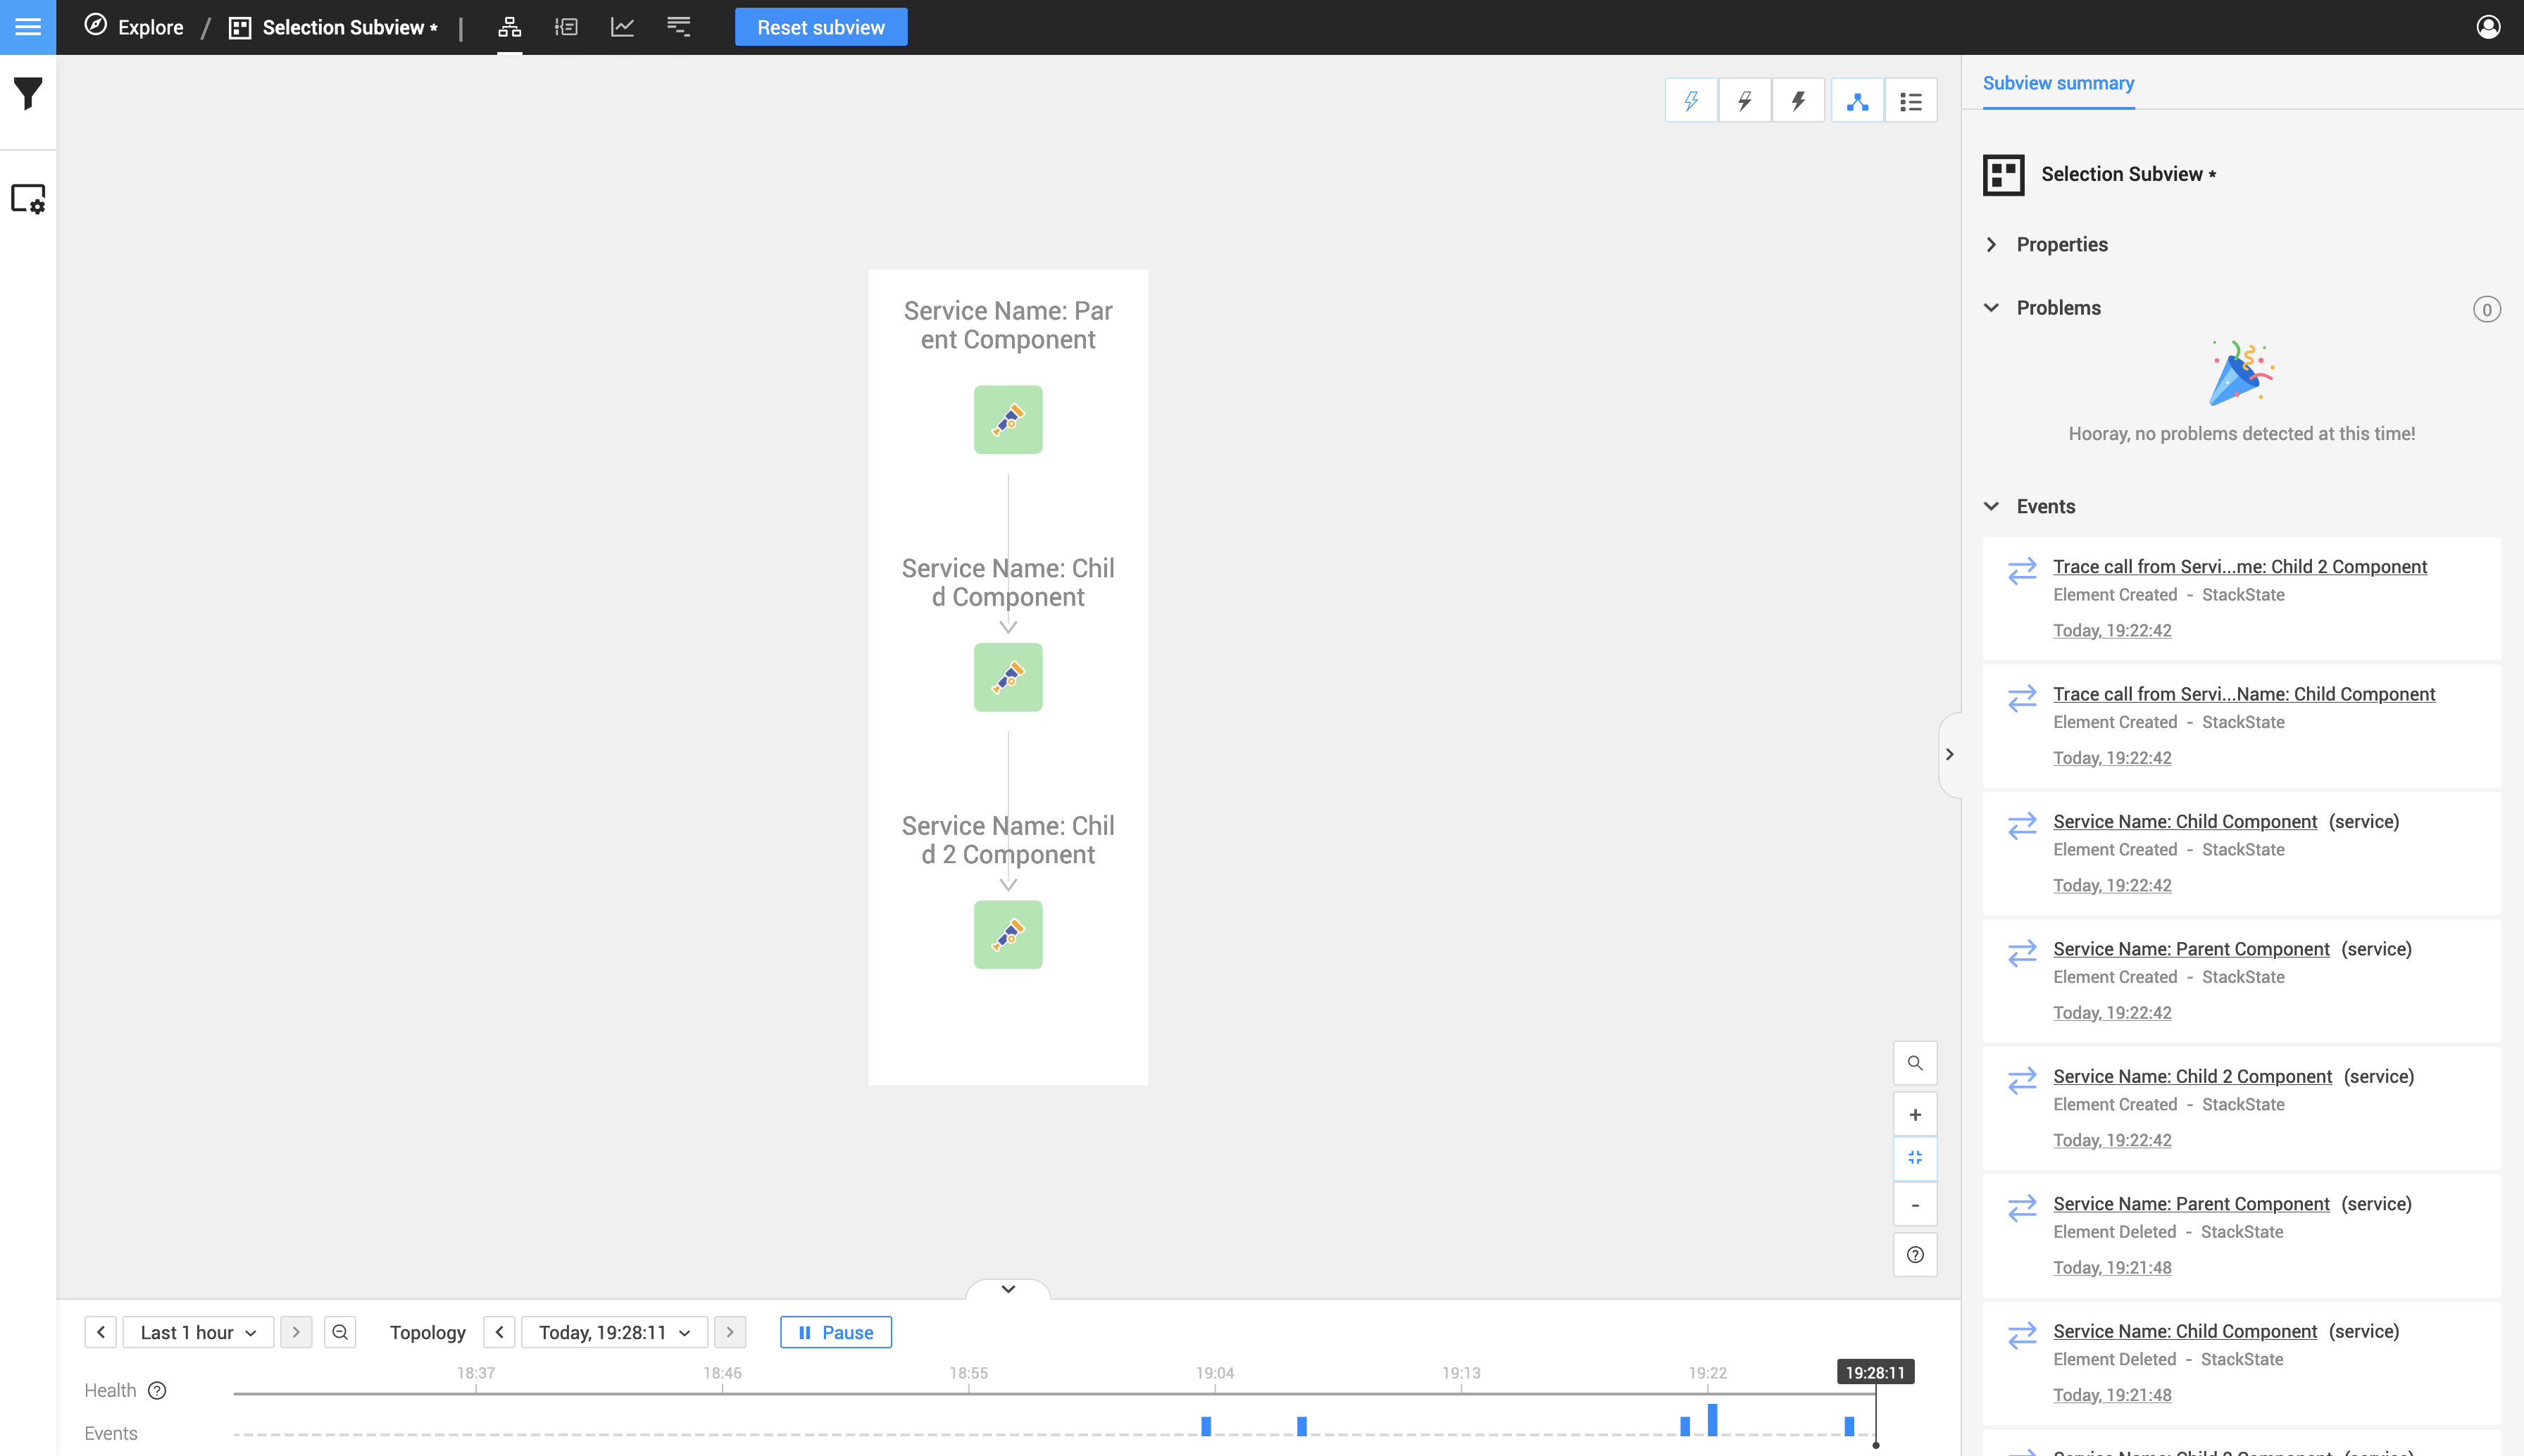 Explore / Selection Subview * | Reset subview
Subview summary
Selection Subview *
Properties
Problems 0
Hooray, no problems detected at this time!
Events
Trace call from Servi...me: Child 2 Component
Element Created - StackState
Today, 19:22:42
Trace call from Servi...Name: Child Component
Element Created - StackState
Today, 19:22:42
Service Name: Child Component (service)
Element Created - StackState
Today, 19:22:42
Service Name: Parent Component (service)
Element Created - StackState
Today, 19:22:42
Service Name: Child 2 Component (service)
Element Created - StackState
Today, 19:22:42
Service Name: Parent Component (service)
Element Deleted - StackState
Today, 19:21:48
Service Name: Child Component (service)
Element Deleted - StackState
Today, 19:21:48
Service Name: Par
ent Component
Service Name: Chil
d Component
Service Name: Chil
d 2 Component
+
-
Last 1 hour Topology Today, 19:28:11 Pause
18:37 18:46 18:55 19:04 19:13 19:22 19:28:11
Health
Events